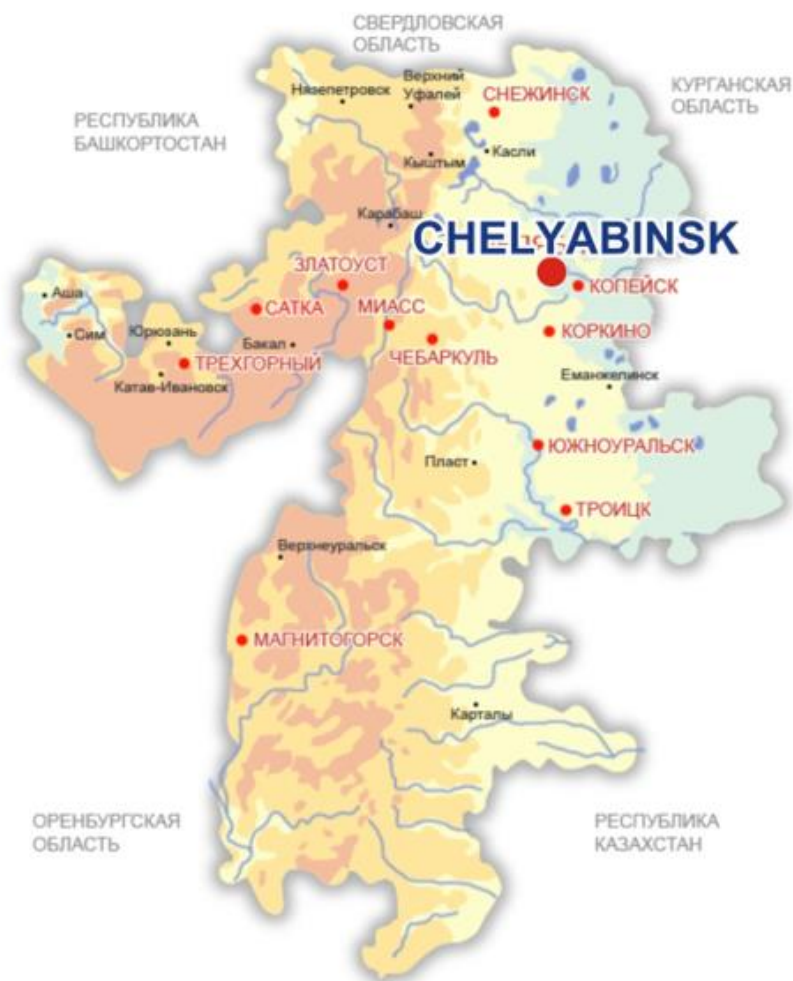 СВЕРДЛОВСКАЯ
ОБЛАСТЬ
КУРГАНСКАЯ
ОБЛАСТЬ
РЕСПУБЛИКА
БАШКОРТОСТАН
Нязепетровск
Верхний
Уфалей
СНЕЖИНСК
Касли
Кыштым
Карабаш
CHELYABINSK
ЗЛАТОУСТ
КОПЕЙСК
Аша
САТКА
МИАСС
Сим
Юрюзань
Бакал
КОРКИНО
ЧЕБАРКУЛЬ
ТРЕХГОРНЫЙ
Катав-Ивановск
Еманжелинск
ЮЖНОУРАЛЬСК
Пласт
ТРОИЦК
Верхнеуральск
МАГНИТОГОРСК
Карталы
ОРЕНБУРГСКАЯ
ОБЛАСТЬ
РЕСПУБЛИКА
КАЗАХСТАН